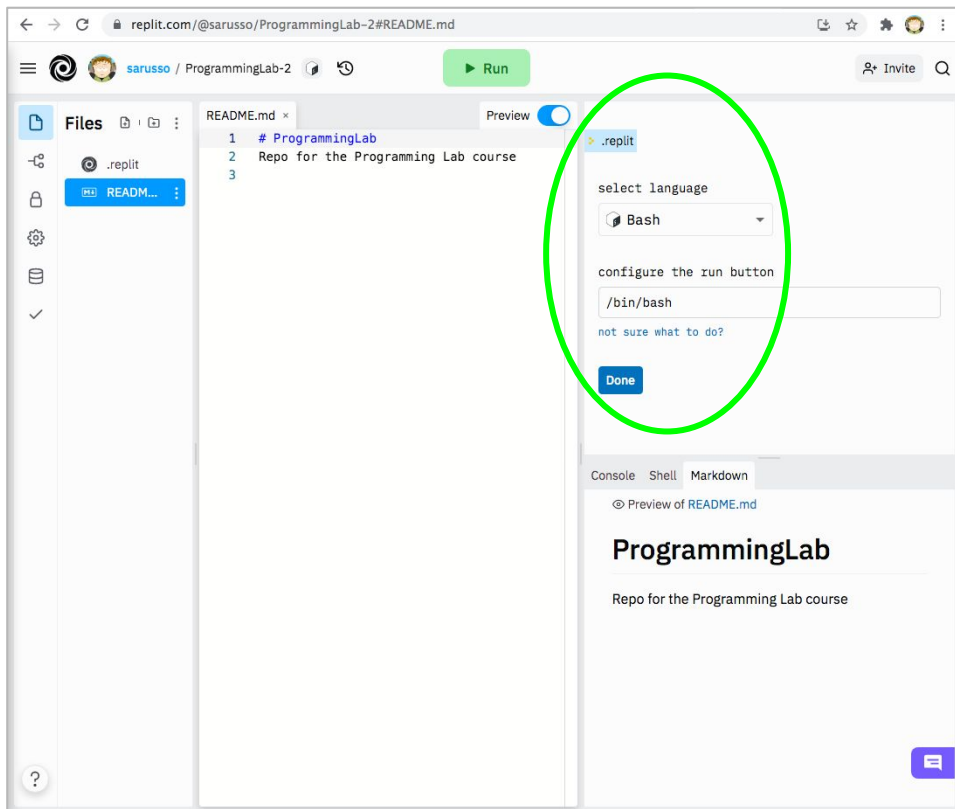 replit.com/@sarusso/ProgrammingLab-2#README.md
sarusso / ProgrammingLab-2
Run
Invite
Files
.replit
READM...
README.md ×
Preview
1 # ProgrammingLab
2 Repo for the Programming Lab course
3
.replit
select language
Bash
configure the run button
/bin/bash
not sure what to do?
Done
Console Shell Markdown
Preview of README.md
ProgrammingLab
Repo for the Programming Lab course
?